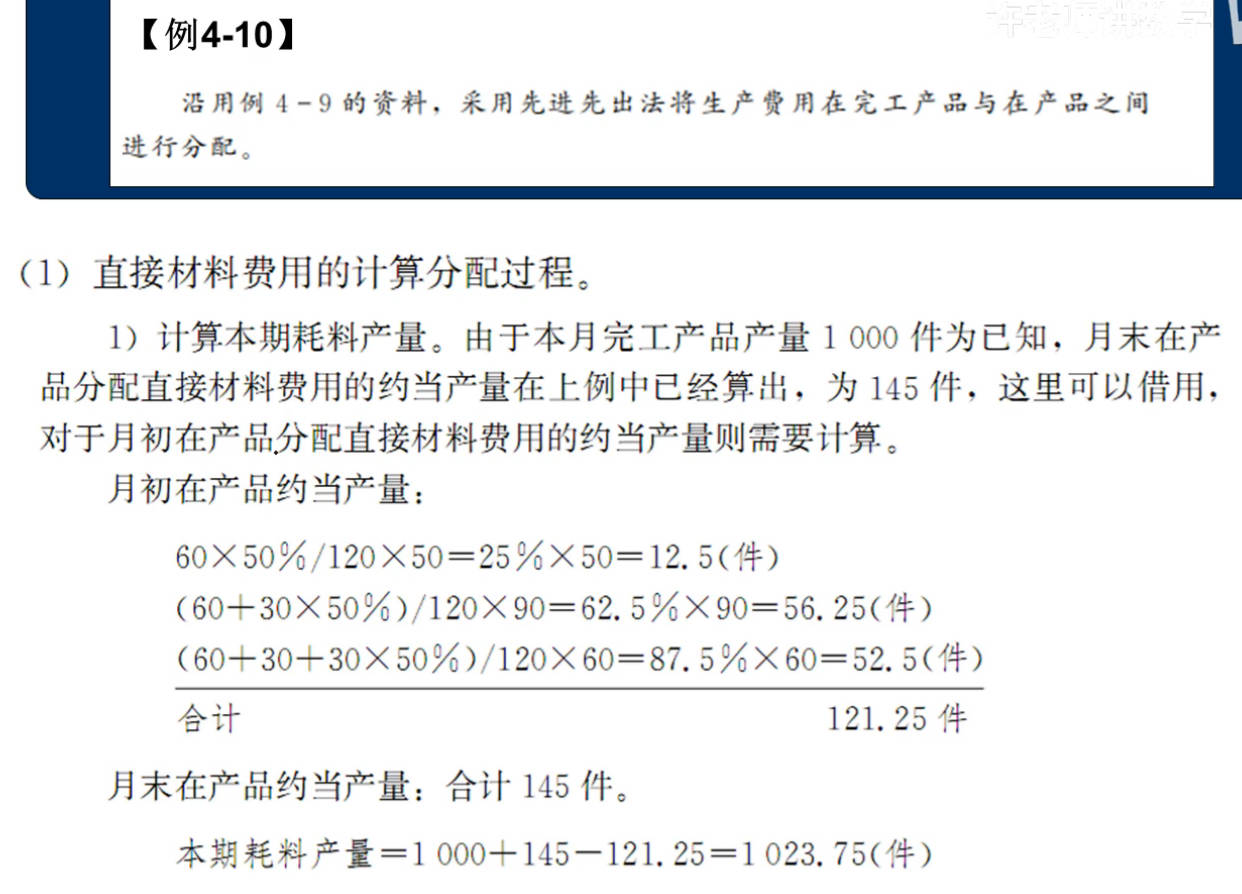 【例4-10】
沿用例 4-9 的资料，采用先进先出法将生产费用在完工产品与在产品之间
进行分配。
(1) 直接材料费用的计算分配过程。
1) 计算本期耗料产量。由于本月完工产品产量 1 000 件为已知，月末在产
品分配直接材料费用的约当产量在上例中已经算出，为 145 件，这里可以借用，
对于月初在产品分配直接材料费用的约当产量则需要计算。
月初在产品约当产量：
60×50%/120×50=25%×50=12.5(件)
(60+30×50%)/120×90=62.5%×90=56.25(件)
(60+30+30×50%)/120×60=87.5%×60=52.5(件)
合计 121.25 件
月末在产品约当产量：合计 145 件。
本期耗料产量=1 000+145-121.25=1 023.75(件)